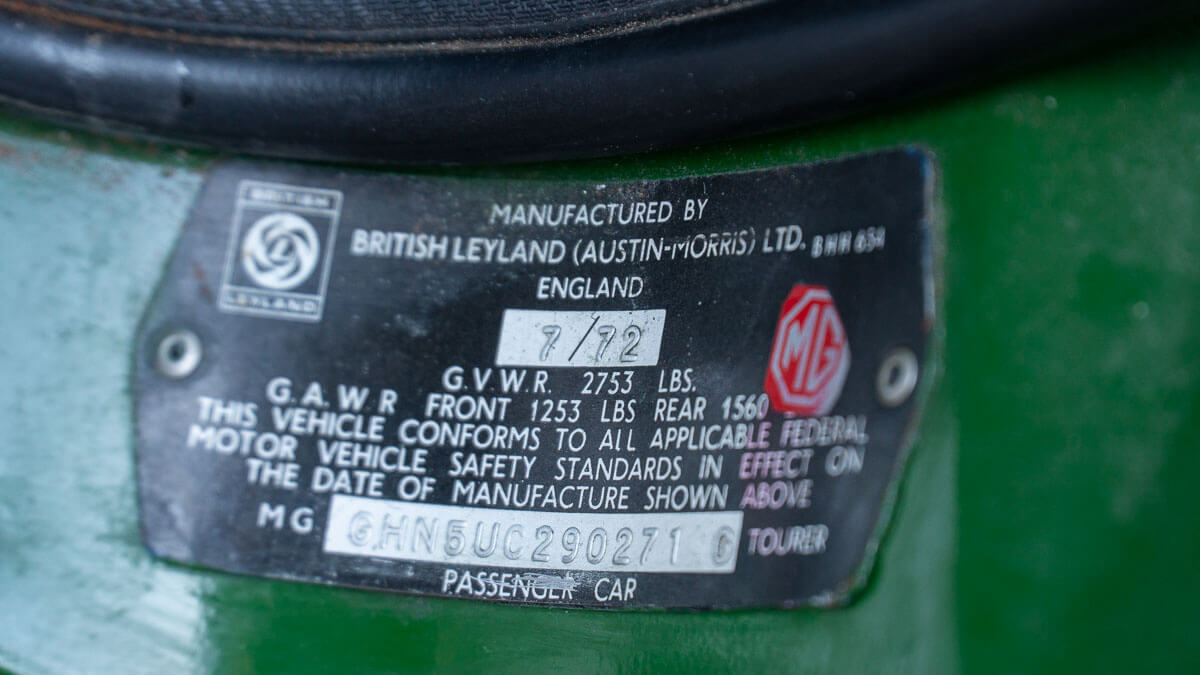 BRITISH
LEYLAND
MANUFACTURED BY
BRITISH LEYLAND (AUSTIN-MORRIS) LTD. BHH 634
ENGLAND
7/72
MG
G.V.W.R. 2753 LBS.
G.A.W.R FRONT 1253 LBS REAR 1560
THIS VEHICLE CONFORMS TO ALL APPLICABLE FEDERAL
MOTOR VEHICLE SAFETY STANDARDS IN EFFECT ON
THE DATE OF MANUFACTURE SHOWN ABOVE
MG. GHN5UC290271 G TOURER
PASSENGER CAR